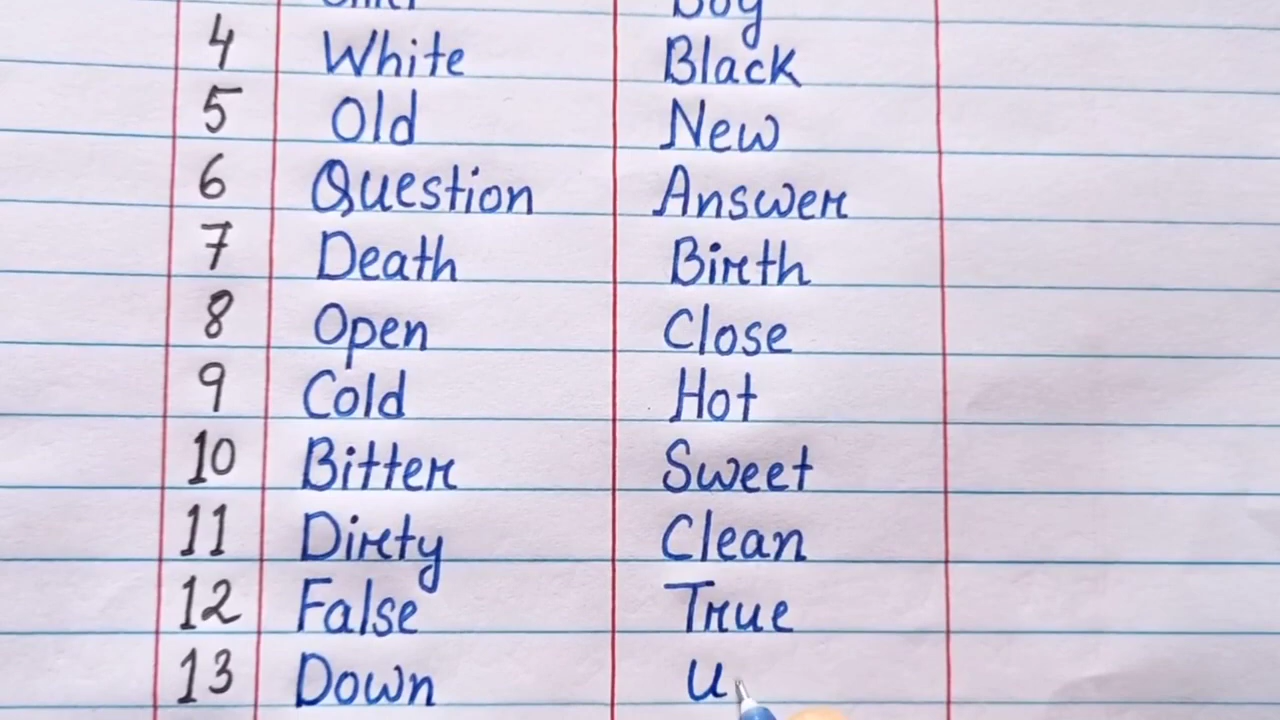 Boy
4 White Black
5 Old New
6 Question Answer
7 Death Birth
8 Open Close
9 Cold Hot
10 Bitter Sweet
11 Dirty Clean
12 False True
13 Down U